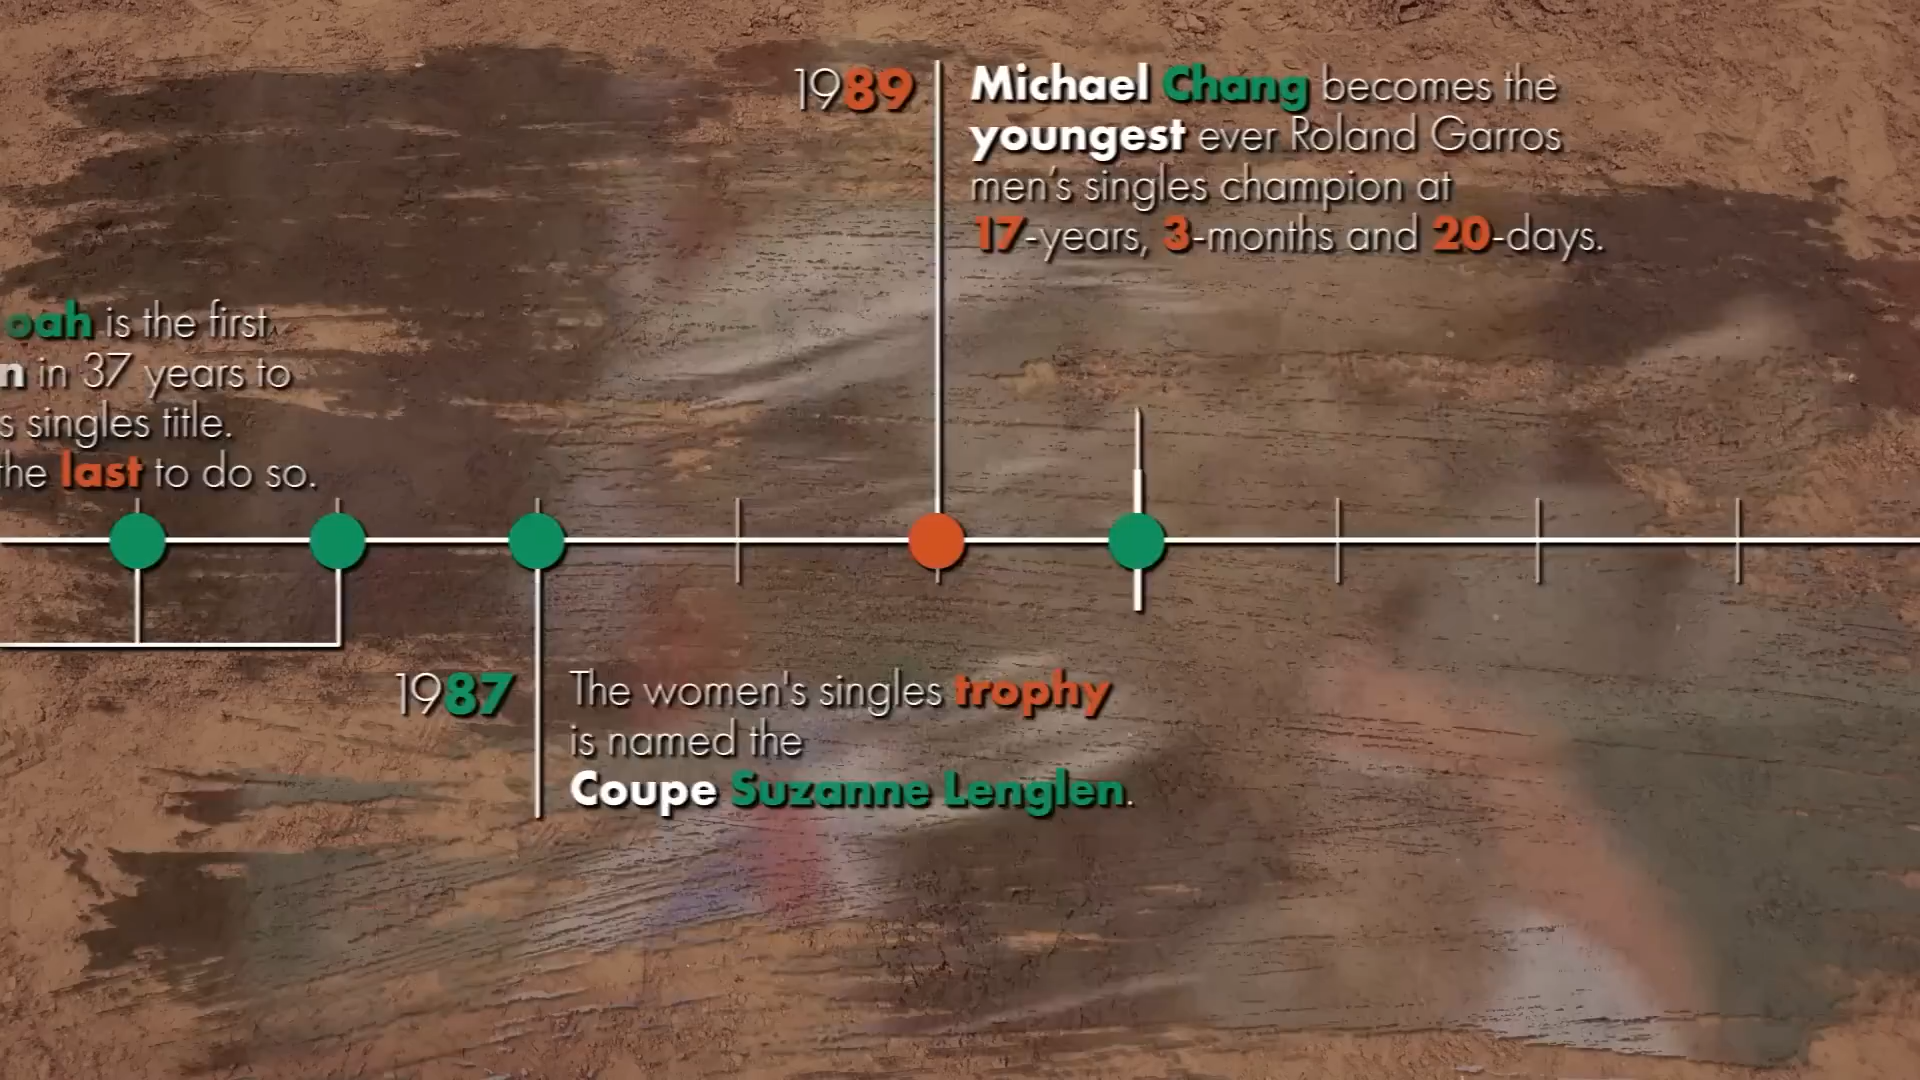 oah is the first
n in 37 years to
s singles title.
the last to do so.
1987
The women's singles trophy
is named the
Coupe Suzanne Lenglen.
1989
Michael Chang becomes the
youngest ever Roland Garros
men's singles champion at
17-years, 3-months and 20-days.